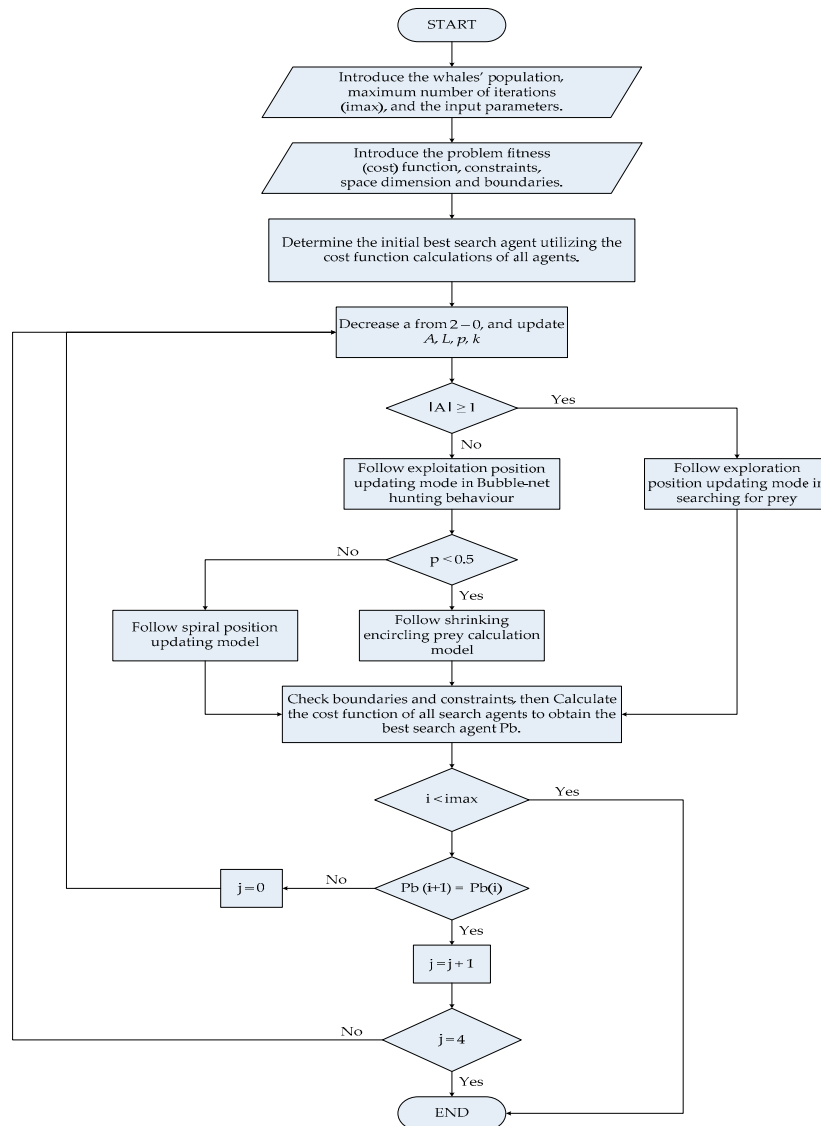 START
Introduce the whales' population,
maximum number of iterations
(imax), and the input parameters.
Introduce the problem fitness
(cost) function, constraints,
space dimension and boundaries.
Determine the initial best search agent utilizing the
cost function calculations of all agents.
Decrease a from 2 – 0, and update
A, L, p, k
|A| ≥ 1
Yes
No
Follow exploitation position
updating mode in Bubble-net
hunting behaviour
Follow exploration
position updating mode in
searching for prey
p < 0.5
No
Yes
Follow spiral position
updating model
Follow shrinking
encircling prey calculation
model
Check boundaries and constraints, then Calculate
the cost function of all search agents to obtain the
best search agent Pb.
i < imax
Yes
Pb (i+1) = Pb(i)
No
j = 0
Yes
j = j + 1
j = 4
No
Yes
END